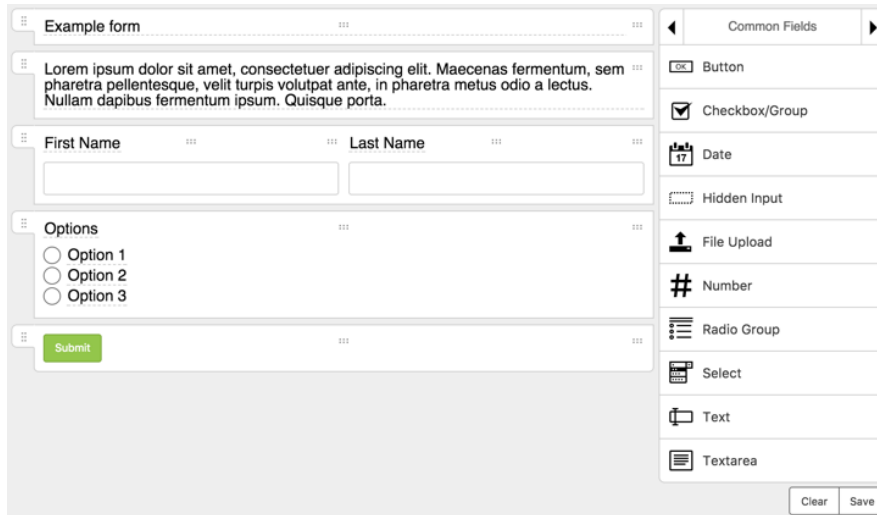 Example form
Lorem ipsum dolor sit amet, consectetuer adipiscing elit. Maecenas fermentum, sem
pharetra pellentesque, velit turpis volutpat ante, in pharetra metus odio a lectus.
Nullam dapibus fermentum ipsum. Quisque porta.
First Name
Last Name
Options
Option 1
Option 2
Option 3
Submit
Common Fields
OK Button
Checkbox/Group
17 Date
Hidden Input
File Upload
Number
Radio Group
Select
Text
Textarea
Clear
Save